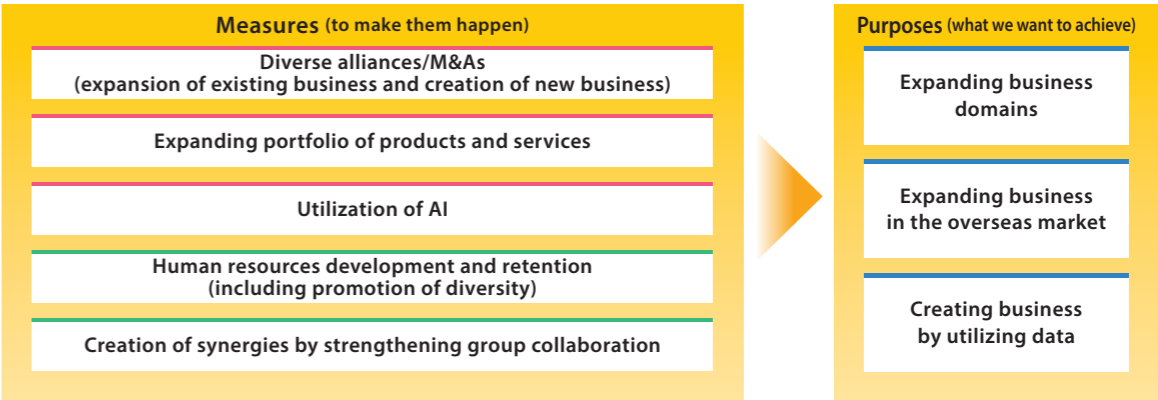 Measures (to make them happen)
Diverse alliances/M&As
(expansion of existing business and creation of new business)
Expanding portfolio of products and services
Utilization of AI
Human resources development and retention
(including promotion of diversity)
Creation of synergies by strengthening group collaboration
Purposes (what we want to achieve)
Expanding business
domains
Expanding business
in the overseas market
Creating business
by utilizing data